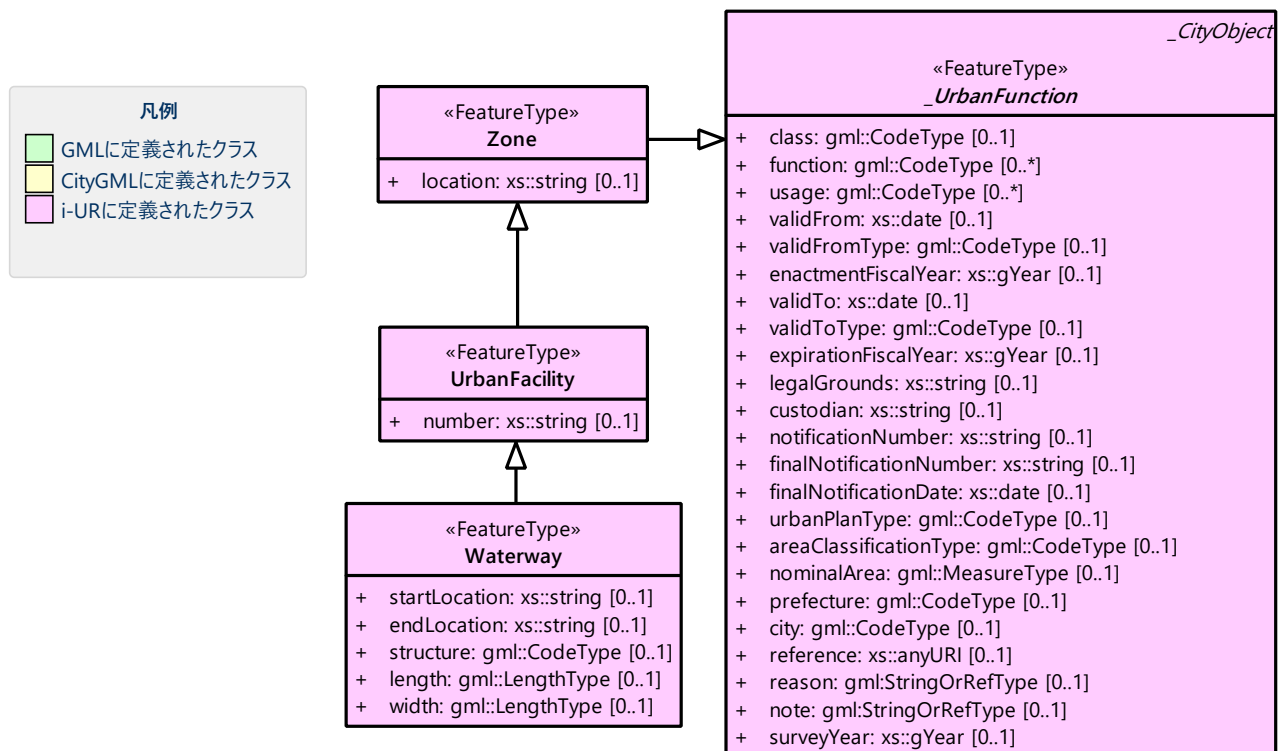 凡例
GMLに定義されたクラス
CityGMLに定義されたクラス
i-URに定義されたクラス
«FeatureType»
Zone
+ location: xs::string [0..1]
«FeatureType»
UrbanFacility
+ number: xs::string [0..1]
«FeatureType»
Waterway
+ startLocation: xs::string [0..1]
+ endLocation: xs::string [0..1]
+ structure: gml::CodeType [0..1]
+ length: gml::LengthType [0..1]
+ width: gml::LengthType [0..1]
_CityObject
«FeatureType»
_UrbanFunction
+ class: gml::CodeType [0..1]
+ function: gml::CodeType [0..*]
+ usage: gml::CodeType [0..*]
+ validFrom: xs::date [0..1]
+ validFromType: gml::CodeType [0..1]
+ enactmentFiscalYear: xs::gYear [0..1]
+ validTo: xs::date [0..1]
+ validToType: gml::CodeType [0..1]
+ expirationFiscalYear: xs::gYear [0..1]
+ legalGrounds: xs::string [0..1]
+ custodian: xs::string [0..1]
+ notificationNumber: xs::string [0..1]
+ finalNotificationNumber: xs::string [0..1]
+ finalNotificationDate: xs::date [0..1]
+ urbanPlanType: gml::CodeType [0..1]
+ areaClassificationType: gml::CodeType [0..1]
+ nominalArea: gml::MeasureType [0..1]
+ prefecture: gml::CodeType [0..1]
+ city: gml::CodeType [0..1]
+ reference: xs::anyURI [0..1]
+ reason: gml:StringOrRefType [0..1]
+ note: gml:StringOrRefType [0..1]
+ surveyYear: xs::gYear [0..1]